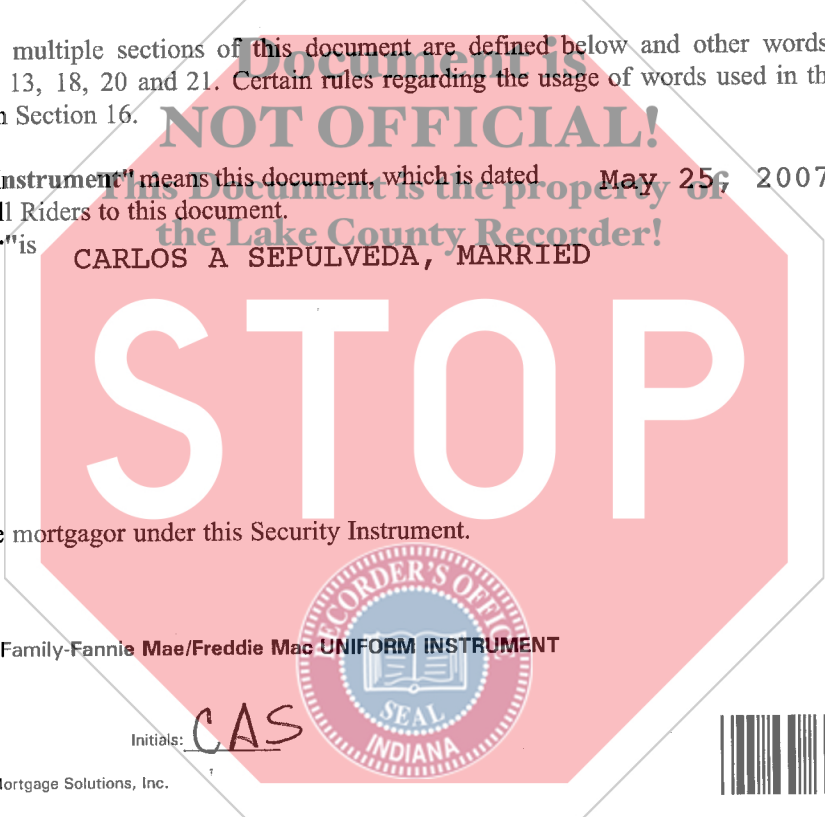 multiple sections of this document are defined below and other words
Document is
13, 18, 20 and 21. Certain rules regarding the usage of words used in th
n Section 16.
NOT OFFICIAL!
nstrument" means this document, which is dated May 25, 2007
This Document is the property of
ll Riders to this document.
the Lake County Recorder!
r" is
CARLOS A SEPULVEDA, MARRIED
STOP
e mortgagor under this Security Instrument.
RECORDER'S OFFICE
Family-Fannie Mae/Freddie Mac UNIFORM INSTRUMENT
SEAL
INDIANA
Initials: CAS
ortgage Solutions, Inc.